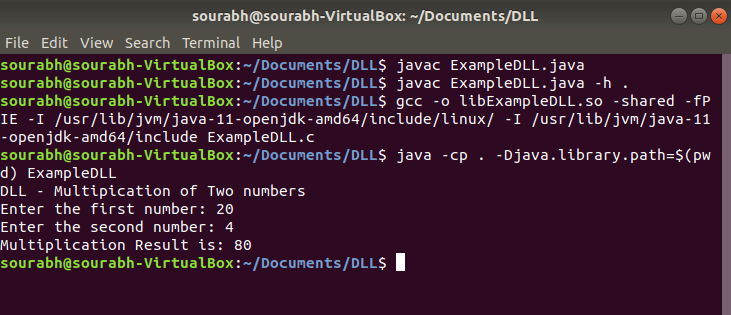 sourabh@sourabh-VirtualBox: ~/Documents/DLL
File Edit View Search Terminal Help
sourabh@sourabh-VirtualBox:~/Documents/DLL$ javac ExampleDLL.java
sourabh@sourabh-VirtualBox:~/Documents/DLL$ javac ExampleDLL.java -h .
sourabh@sourabh-VirtualBox:~/Documents/DLL$ gcc -o libExampleDLL.so -shared -fP
IE -I /usr/lib/jvm/java-11-openjdk-amd64/include/linux/ -I /usr/lib/jvm/java-11
-openjdk-amd64/include ExampleDLL.c
sourabh@sourabh-VirtualBox:~/Documents/DLL$ java -cp . -Djava.library.path=$(pw
d) ExampleDLL
DLL - Multipication of Two numbers
Enter the first number: 20
Enter the second number: 4
Multiplication Result is: 80
sourabh@sourabh-VirtualBox:~/Documents/DLL$